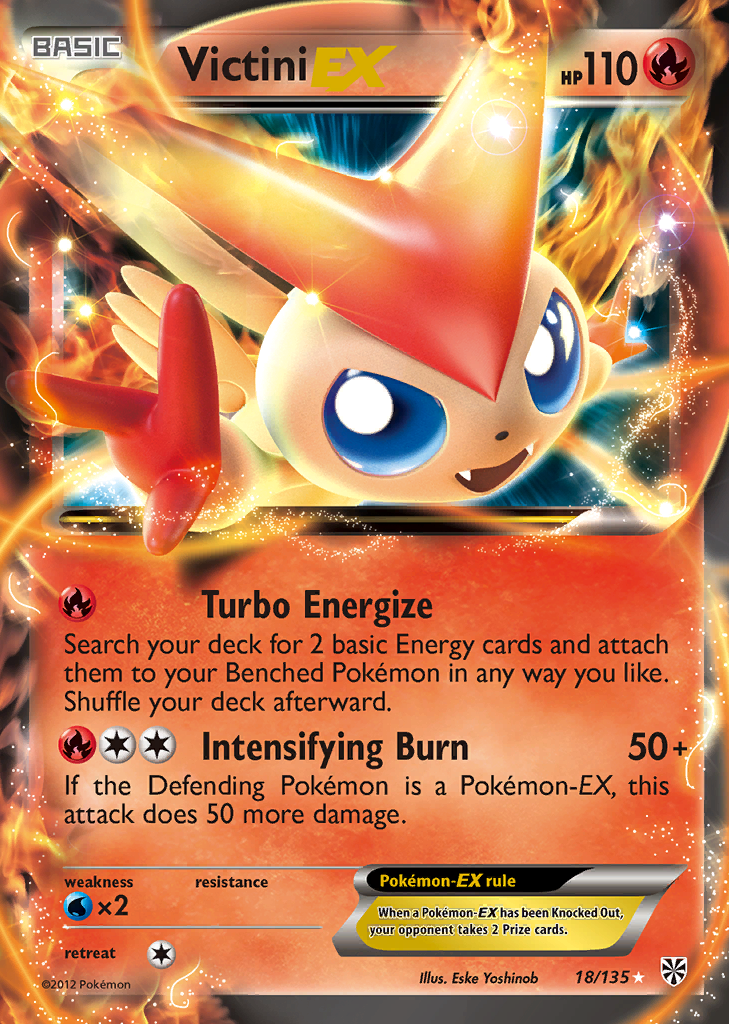 BASIC
Victini EX
HP110
Turbo Energize
Search your deck for 2 basic Energy cards and attach
them to your Benched Pokémon in any way you like.
Shuffle your deck afterward.
Intensifying Burn 50+
If the Defending Pokémon is a Pokémon-EX, this
attack does 50 more damage.
weakness resistance
×2
Pokémon-EX rule
When a Pokémon-EX has been Knocked Out,
your opponent takes 2 Prize cards.
retreat
©2012 Pokémon
Illus. Eske Yoshinob
18/135